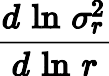 d ln σ_r^2
d ln r